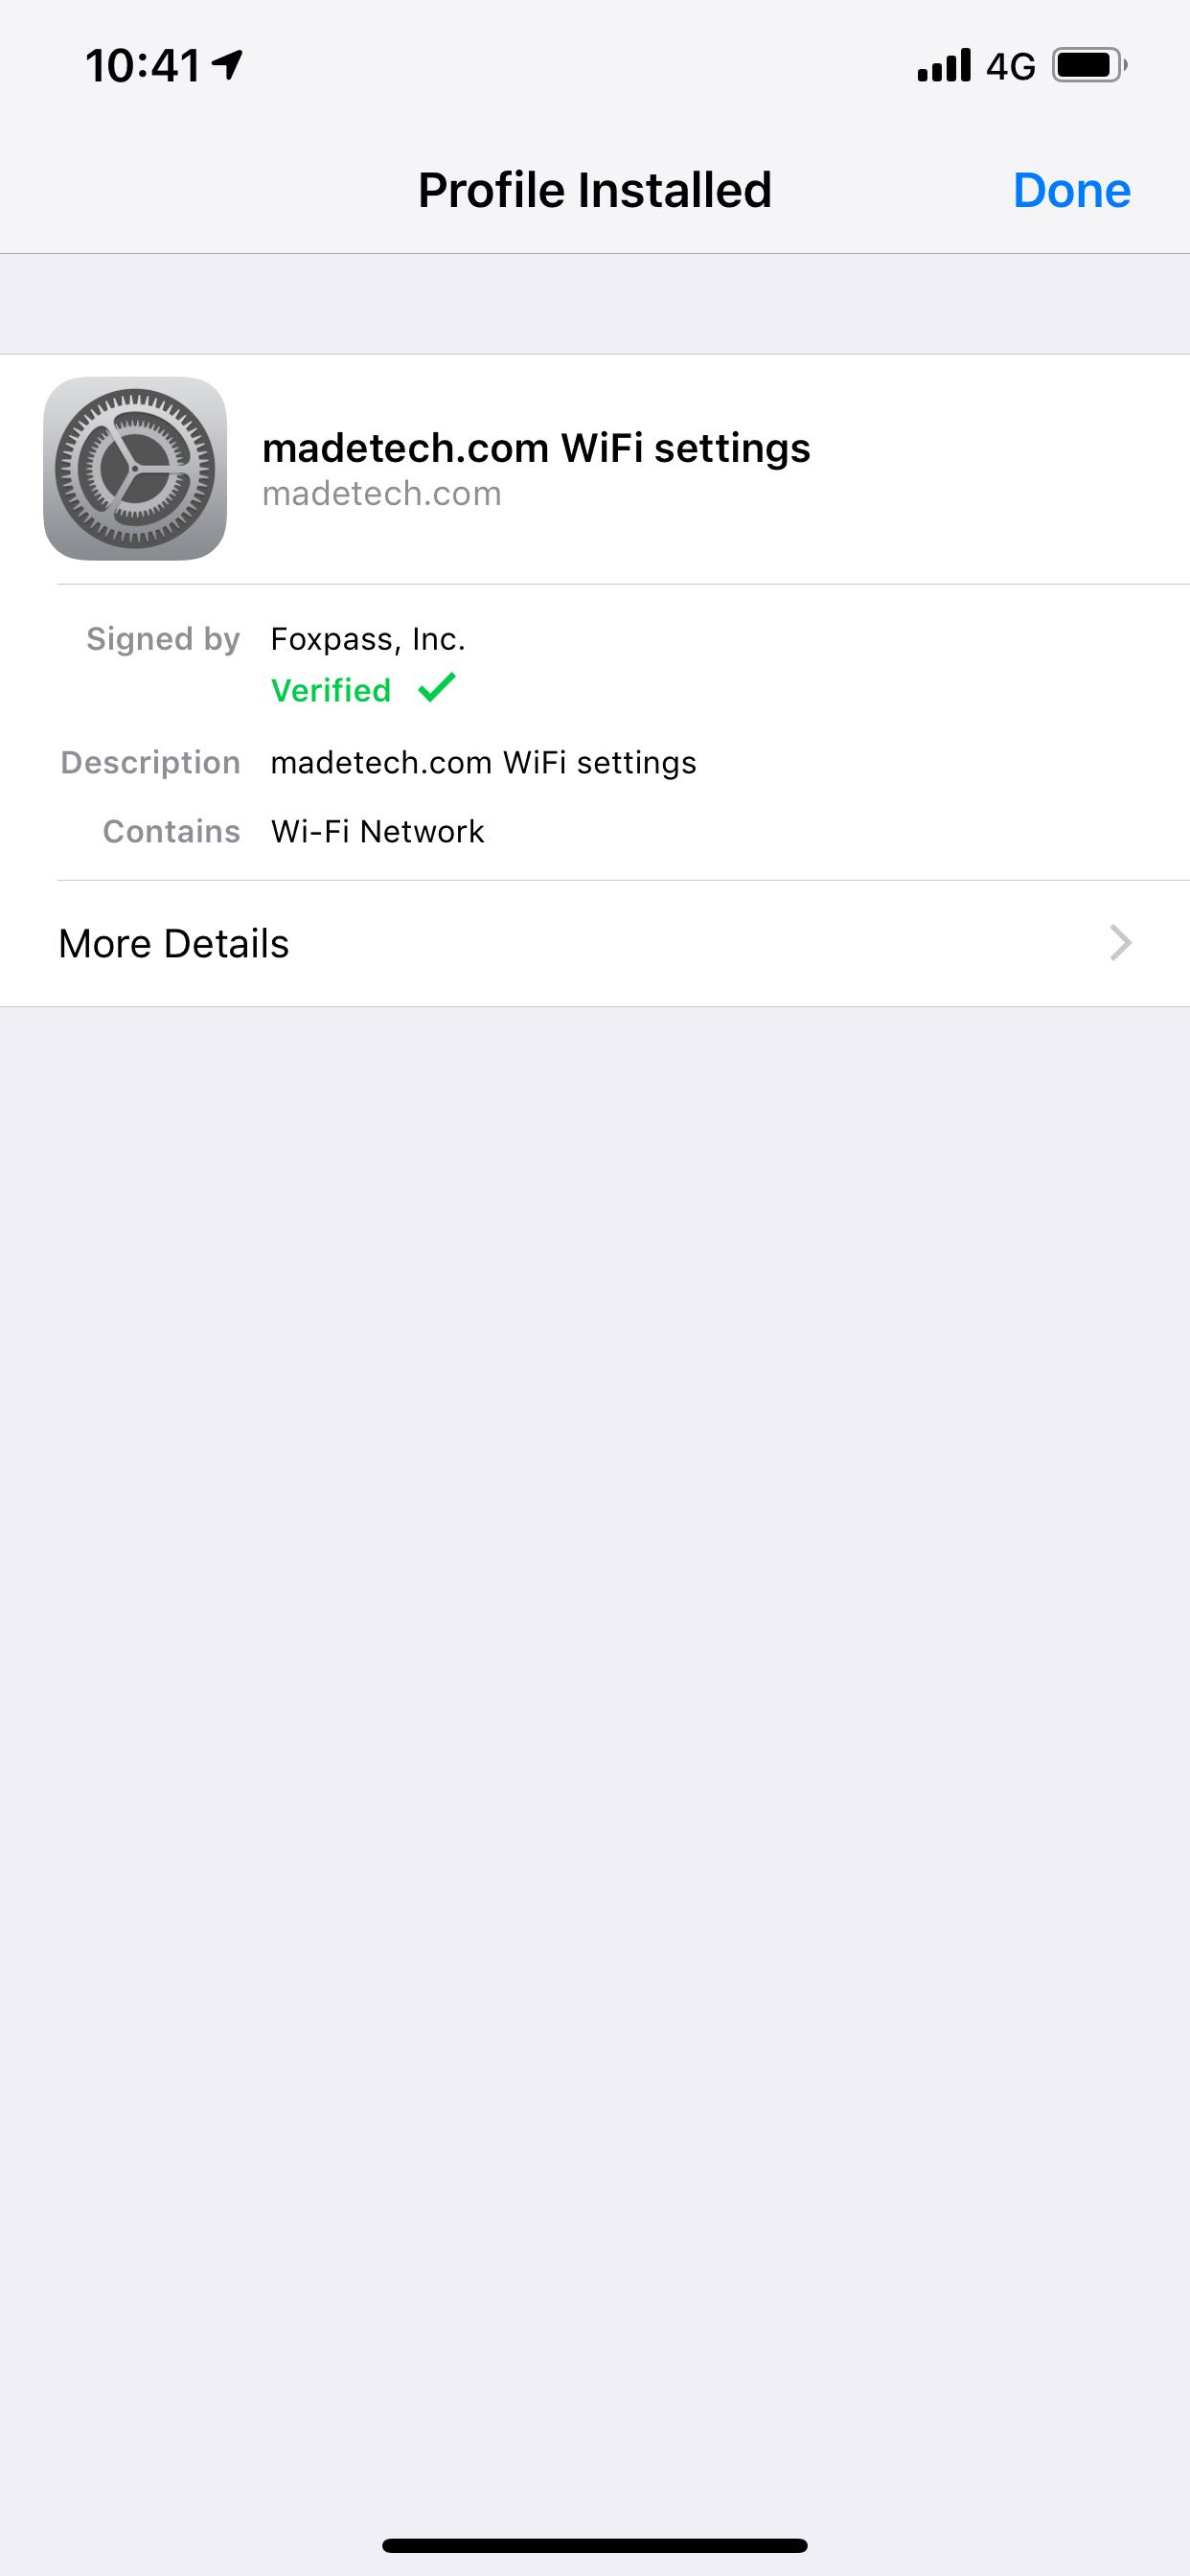 10:41 4G
Profile Installed Done
madetech.com WiFi settings
madetech.com
Signed by Foxpass, Inc.
Verified
Description madetech.com WiFi settings
Contains Wi-Fi Network
More Details